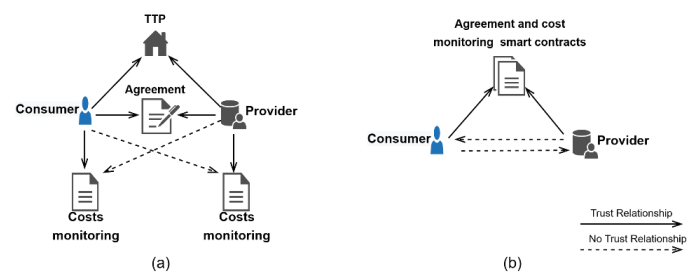 TTP
Agreement
Consumer
Provider
Costs
monitoring
Costs
monitoring
(a)
Agreement and cost
monitoring smart contracts
Consumer
Provider
Trust Relationship
No Trust Relationship
(b)